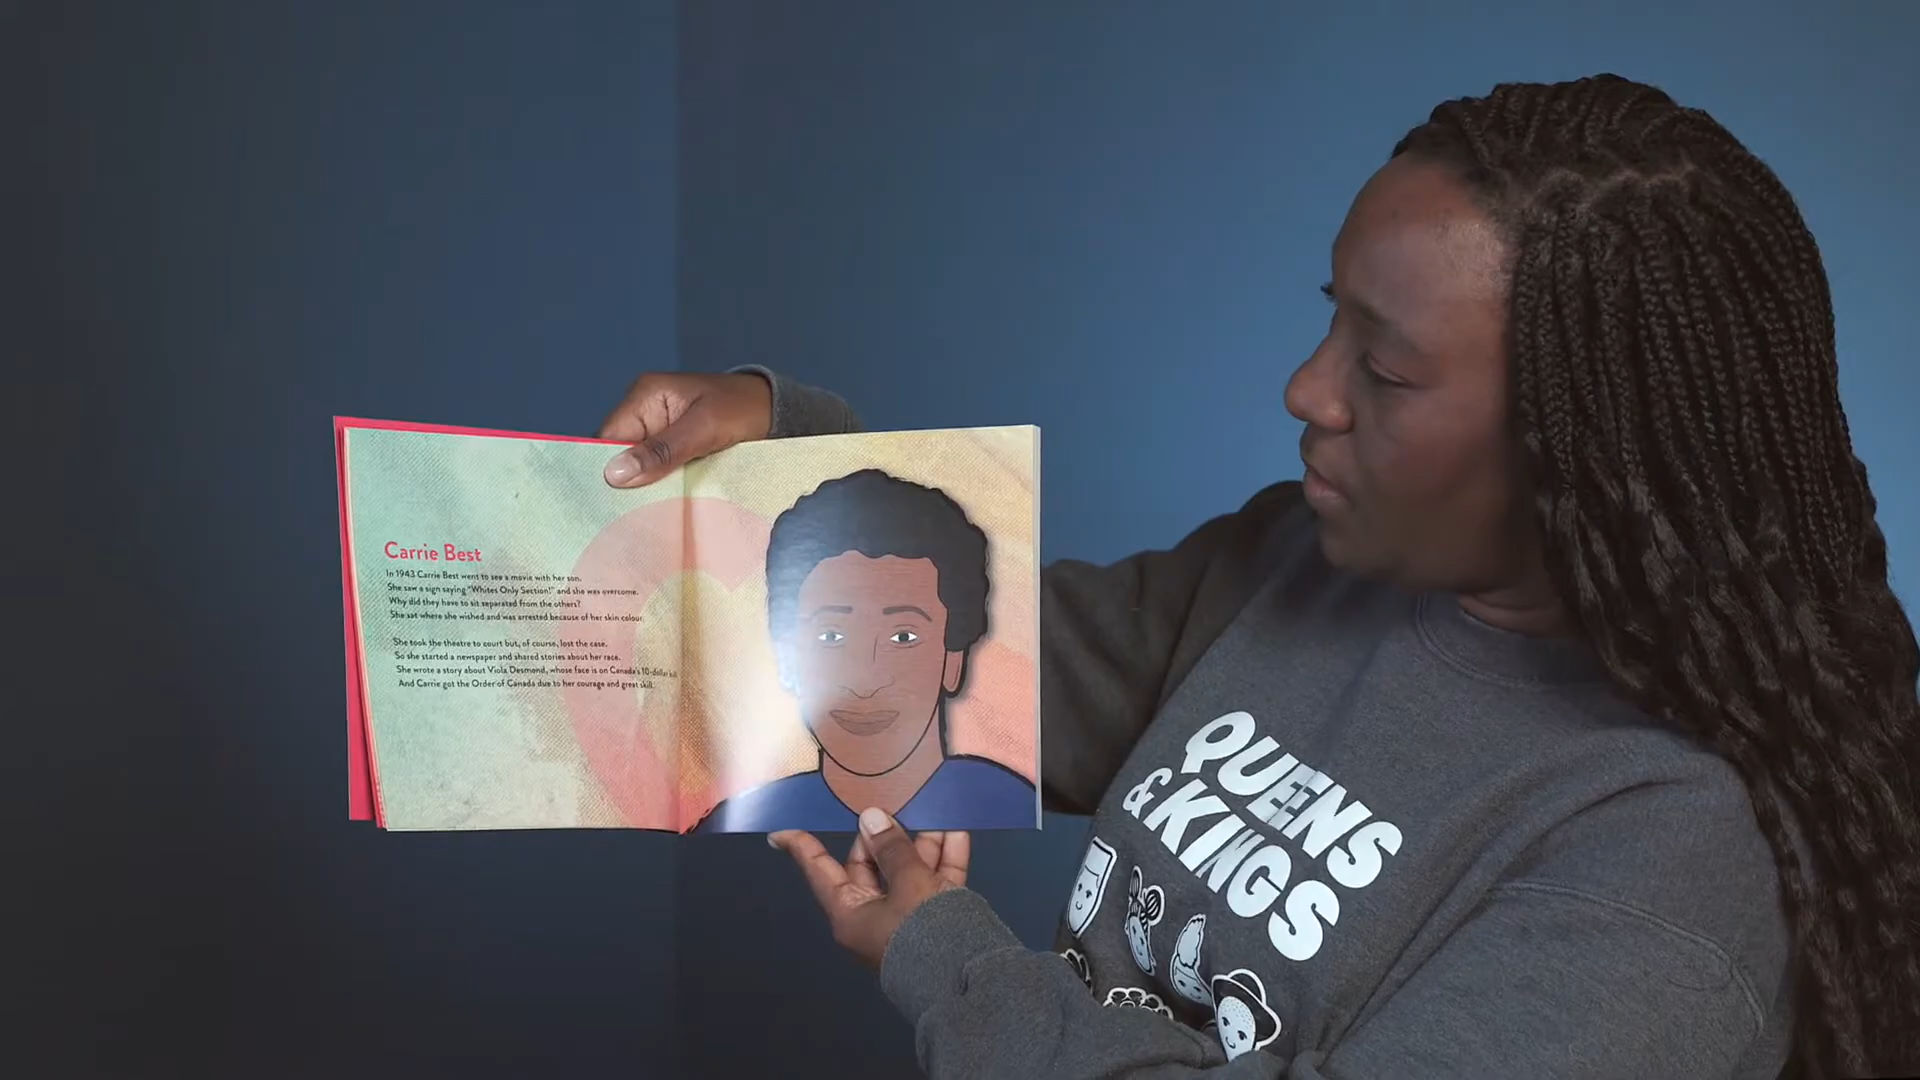 Carrie Best
In 1943 Carrie Best went to see a movie with her son.
She saw a sign saying "Whites Only Section!" and she was overcome.
Why did they have to sit separated from the others?
She sat where she wished and was arrested because of her skin colour.
She took the theatre to court but, of course, lost the case.
So she started a newspaper and shared stories about her race.
She wrote a story about Viola Desmond, whose face is on Canada's 10-dollar bill
And Carrie got the Order of Canada due to her courage and great skill.
QUEENS
& KINGS